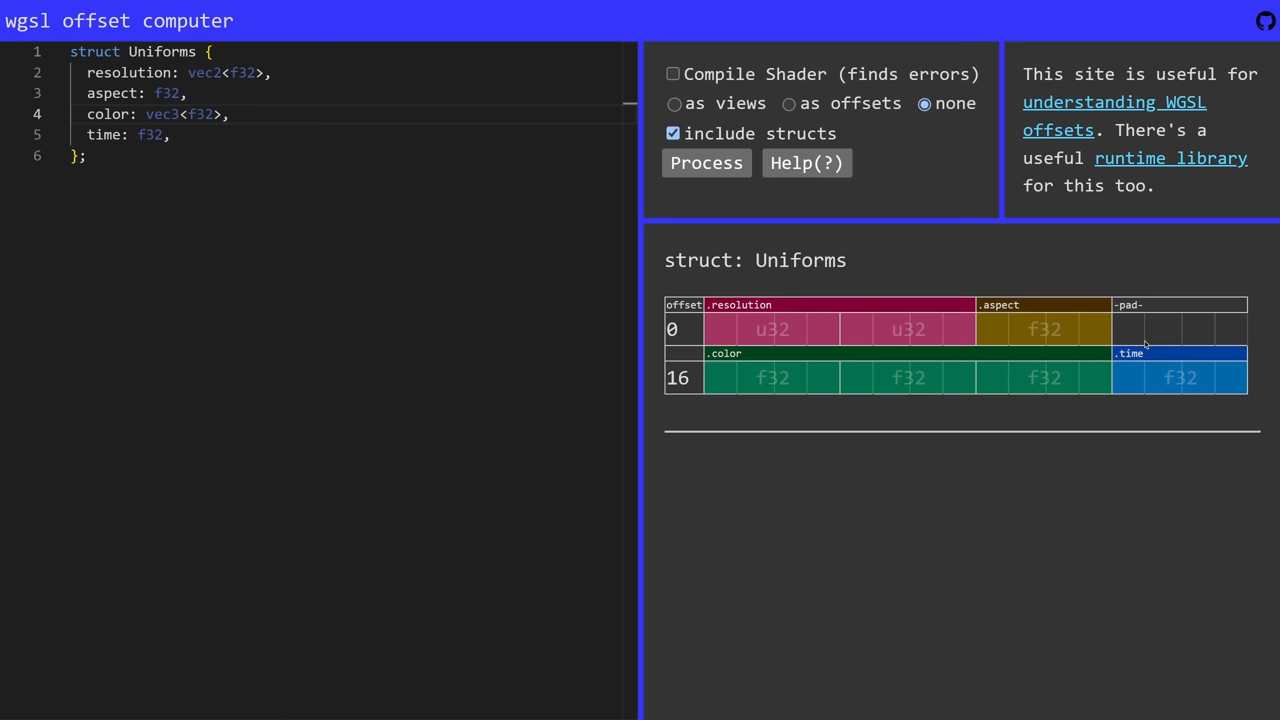 wgsl offset computer
1 struct Uniforms {
2 resolution: vec2<f32>,
3 aspect: f32,
4 color: vec3<f32>,
5 time: f32,
6 };
Compile Shader (finds errors)
as views as offsets none
include structs
Process Help(?)
This site is useful for
understanding WGSL
offsets. There's a
useful runtime library
for this too.
struct: Uniforms
offset .resolution .aspect -pad-
0 u32 u32 f32
.color .time
16 f32 f32 f32 f32